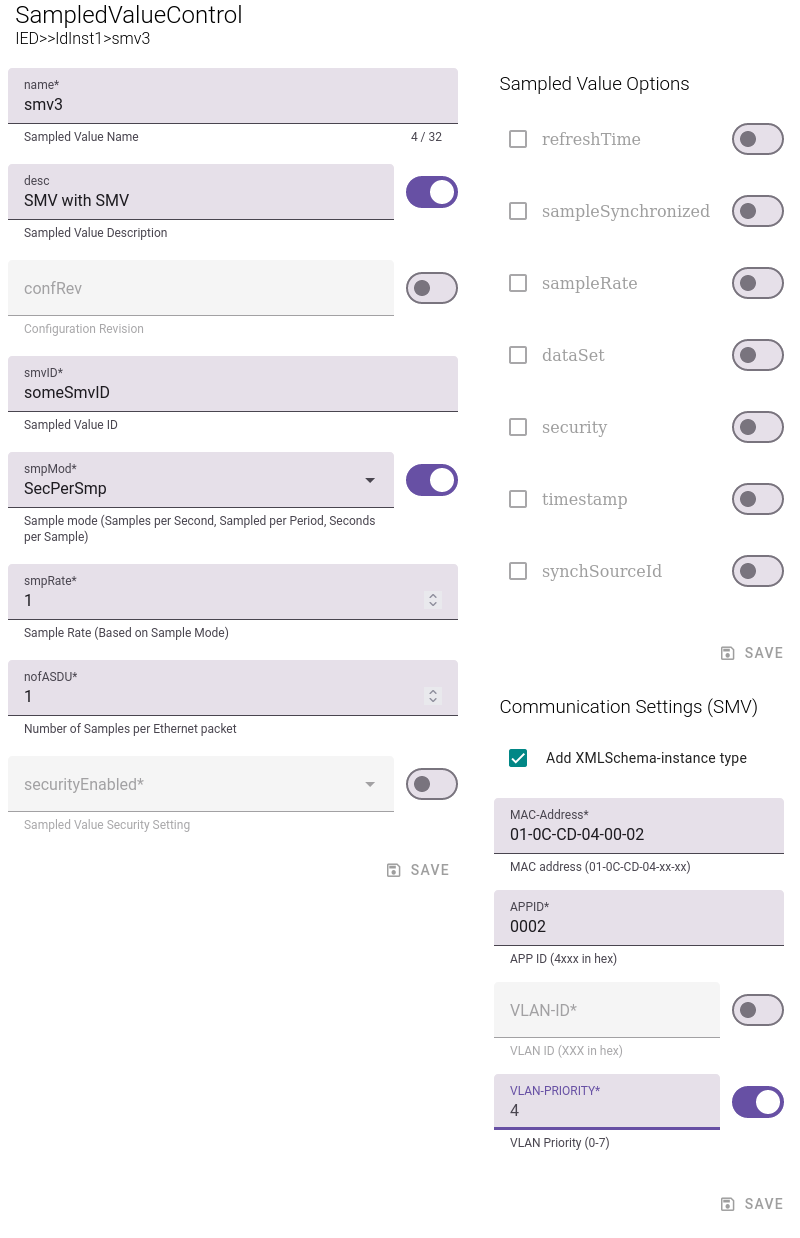 SampledValueControl
IED>>ldInst1>smv3
name*
smv3
Sampled Value Name
4 / 32
desc
SMV with SMV
Sampled Value Description
confRev
Configuration Revision
smvID*
someSmvID
Sampled Value ID
smpMod*
SecPerSmp
Sample mode (Samples per Second, Sampled per Period, Seconds
per Sample)
smpRate*
1
Sample Rate (Based on Sample Mode)
nofASDU*
1
Number of Samples per Ethernet packet
securityEnabled*
Sampled Value Security Setting
SAVE
Sampled Value Options
refreshTime
sampleSynchronized
sampleRate
dataSet
security
timestamp
synchSourceId
SAVE
Communication Settings (SMV)
Add XMLSchema-instance type
MAC-Address*
01-0C-CD-04-00-02
MAC address (01-0C-CD-04-xx-xx)
APPID*
0002
APP ID (4xxx in hex)
VLAN-ID*
VLAN ID (XXX in hex)
VLAN-PRIORITY*
4
VLAN Priority (0-7)
SAVE